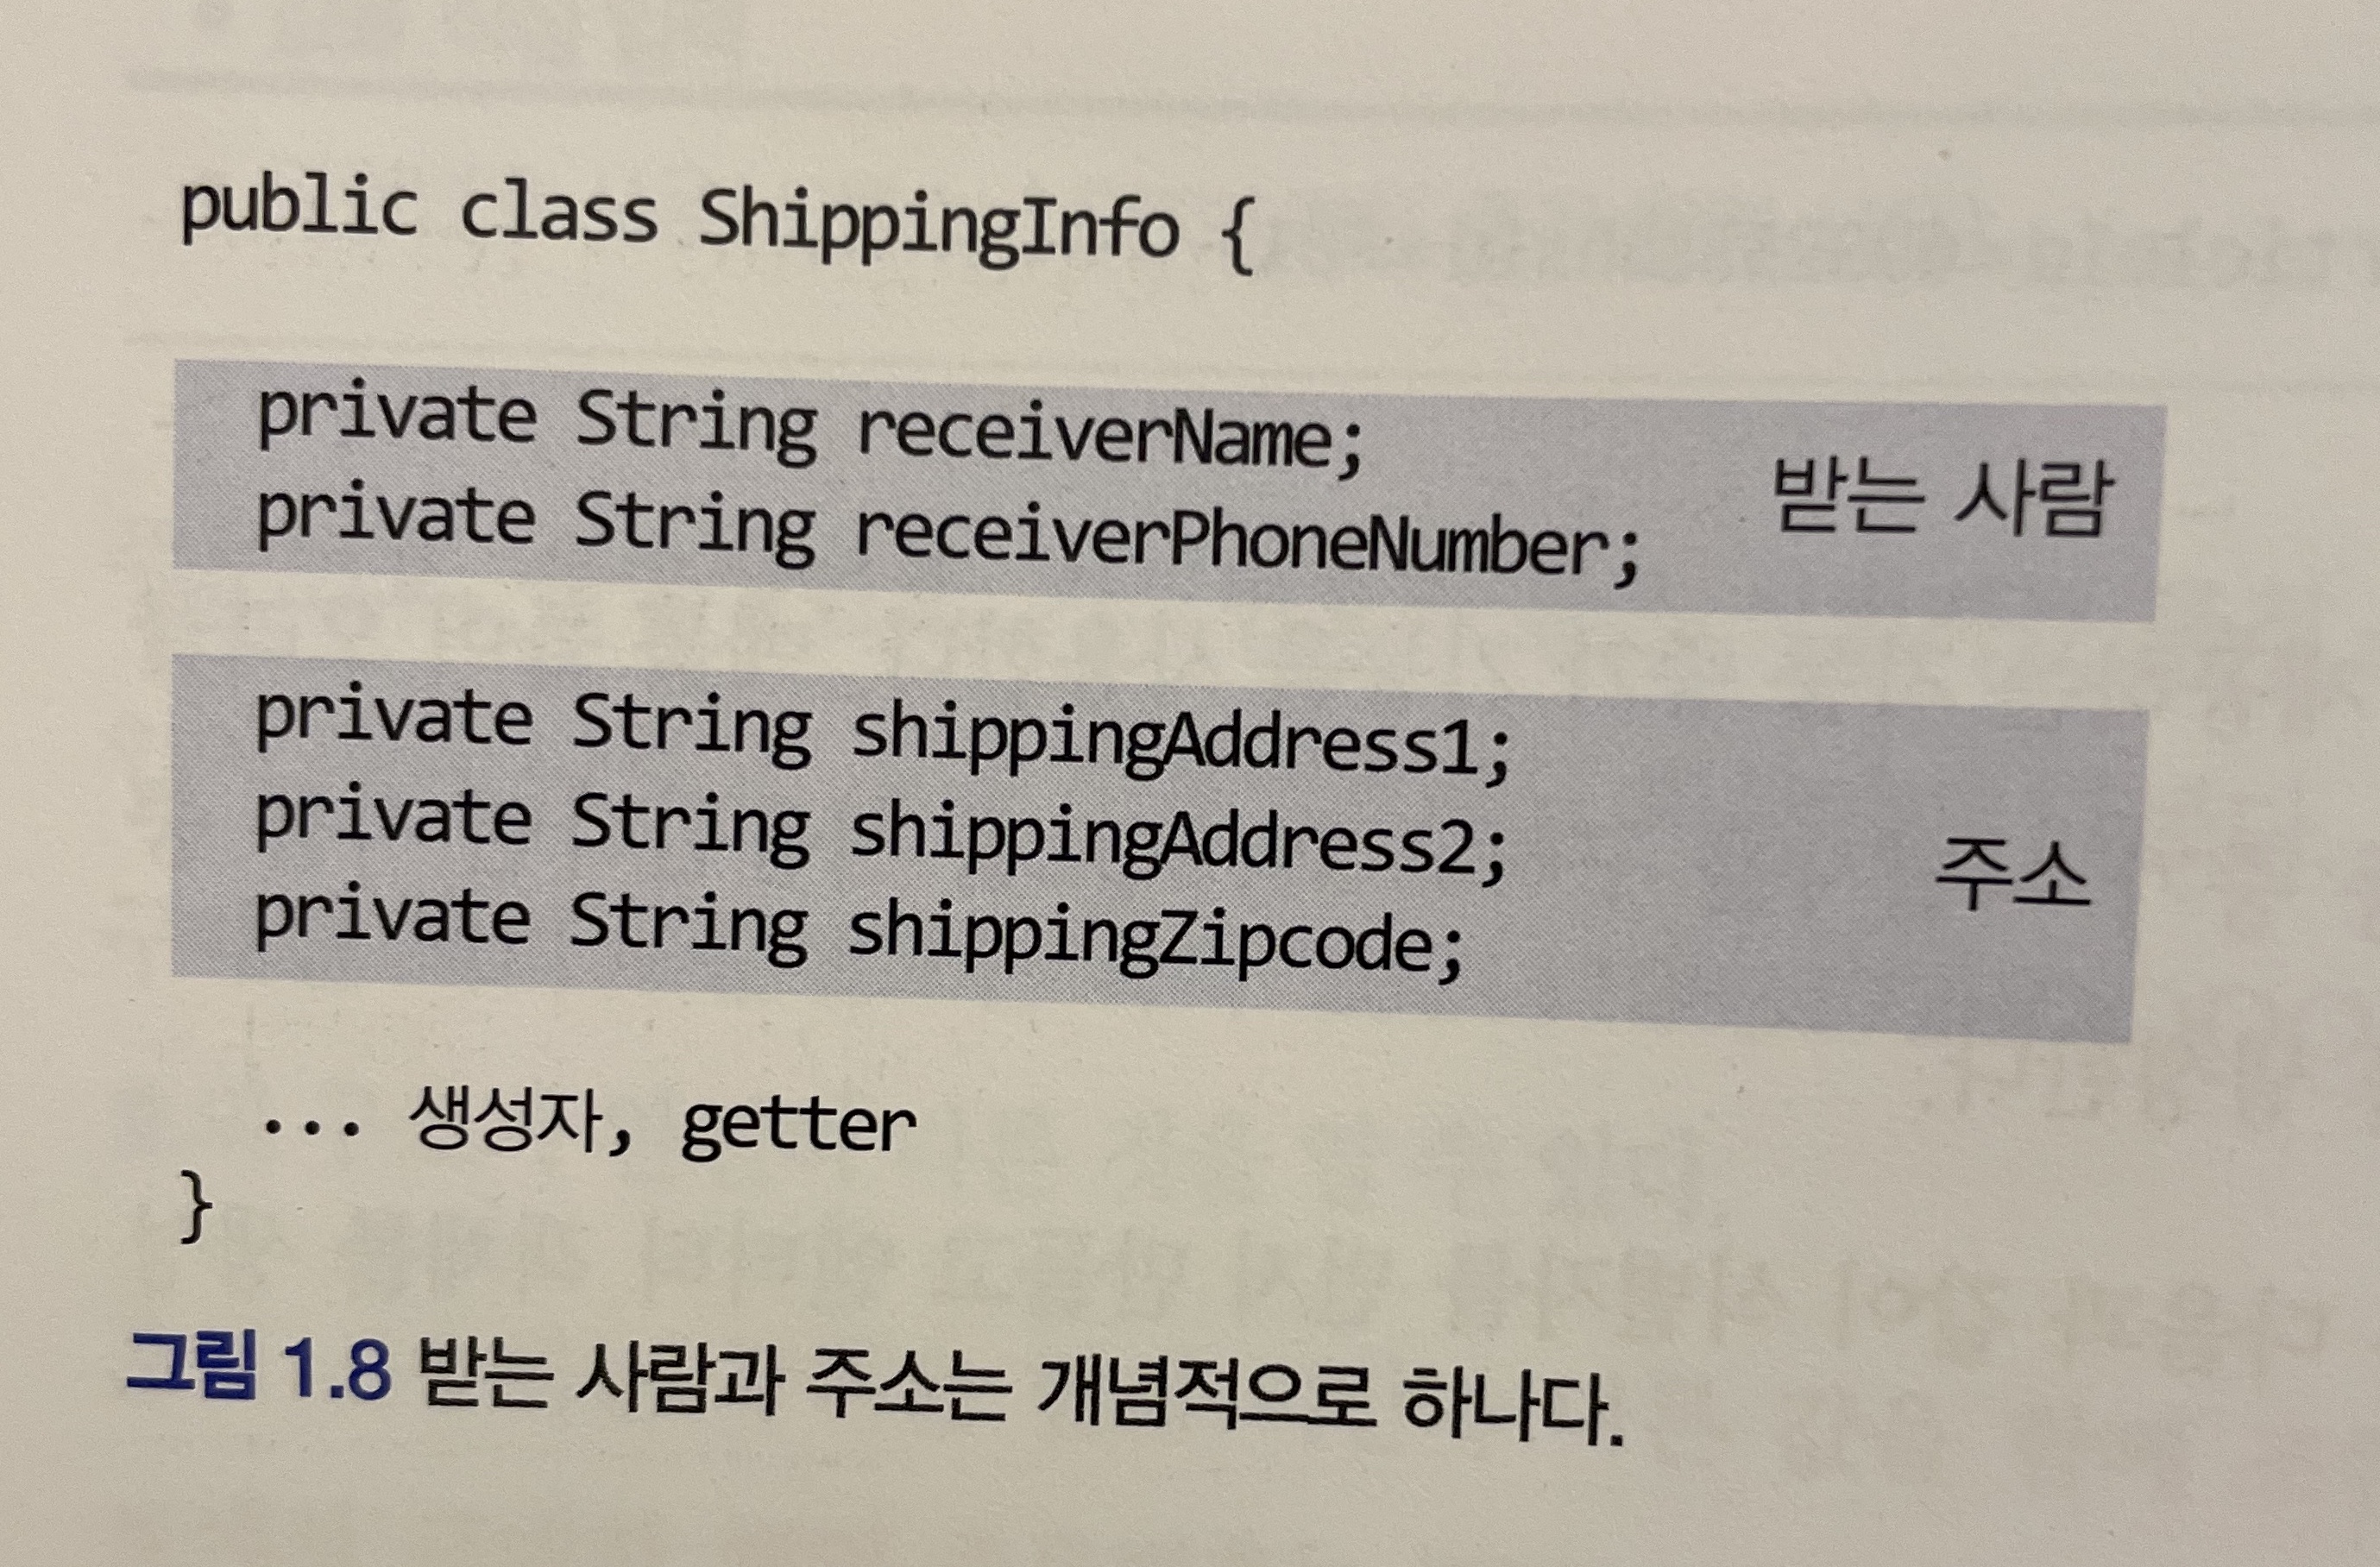 public class ShippingInfo {
private String receiverName;
private String receiverPhoneNumber;
받는 사람
private String shippingAddress1;
private String shippingAddress2;
private String shippingZipcode;
주소
... 생성자, getter
}
그림 1.8 받는 사람과 주소는 개념적으로 하나다.